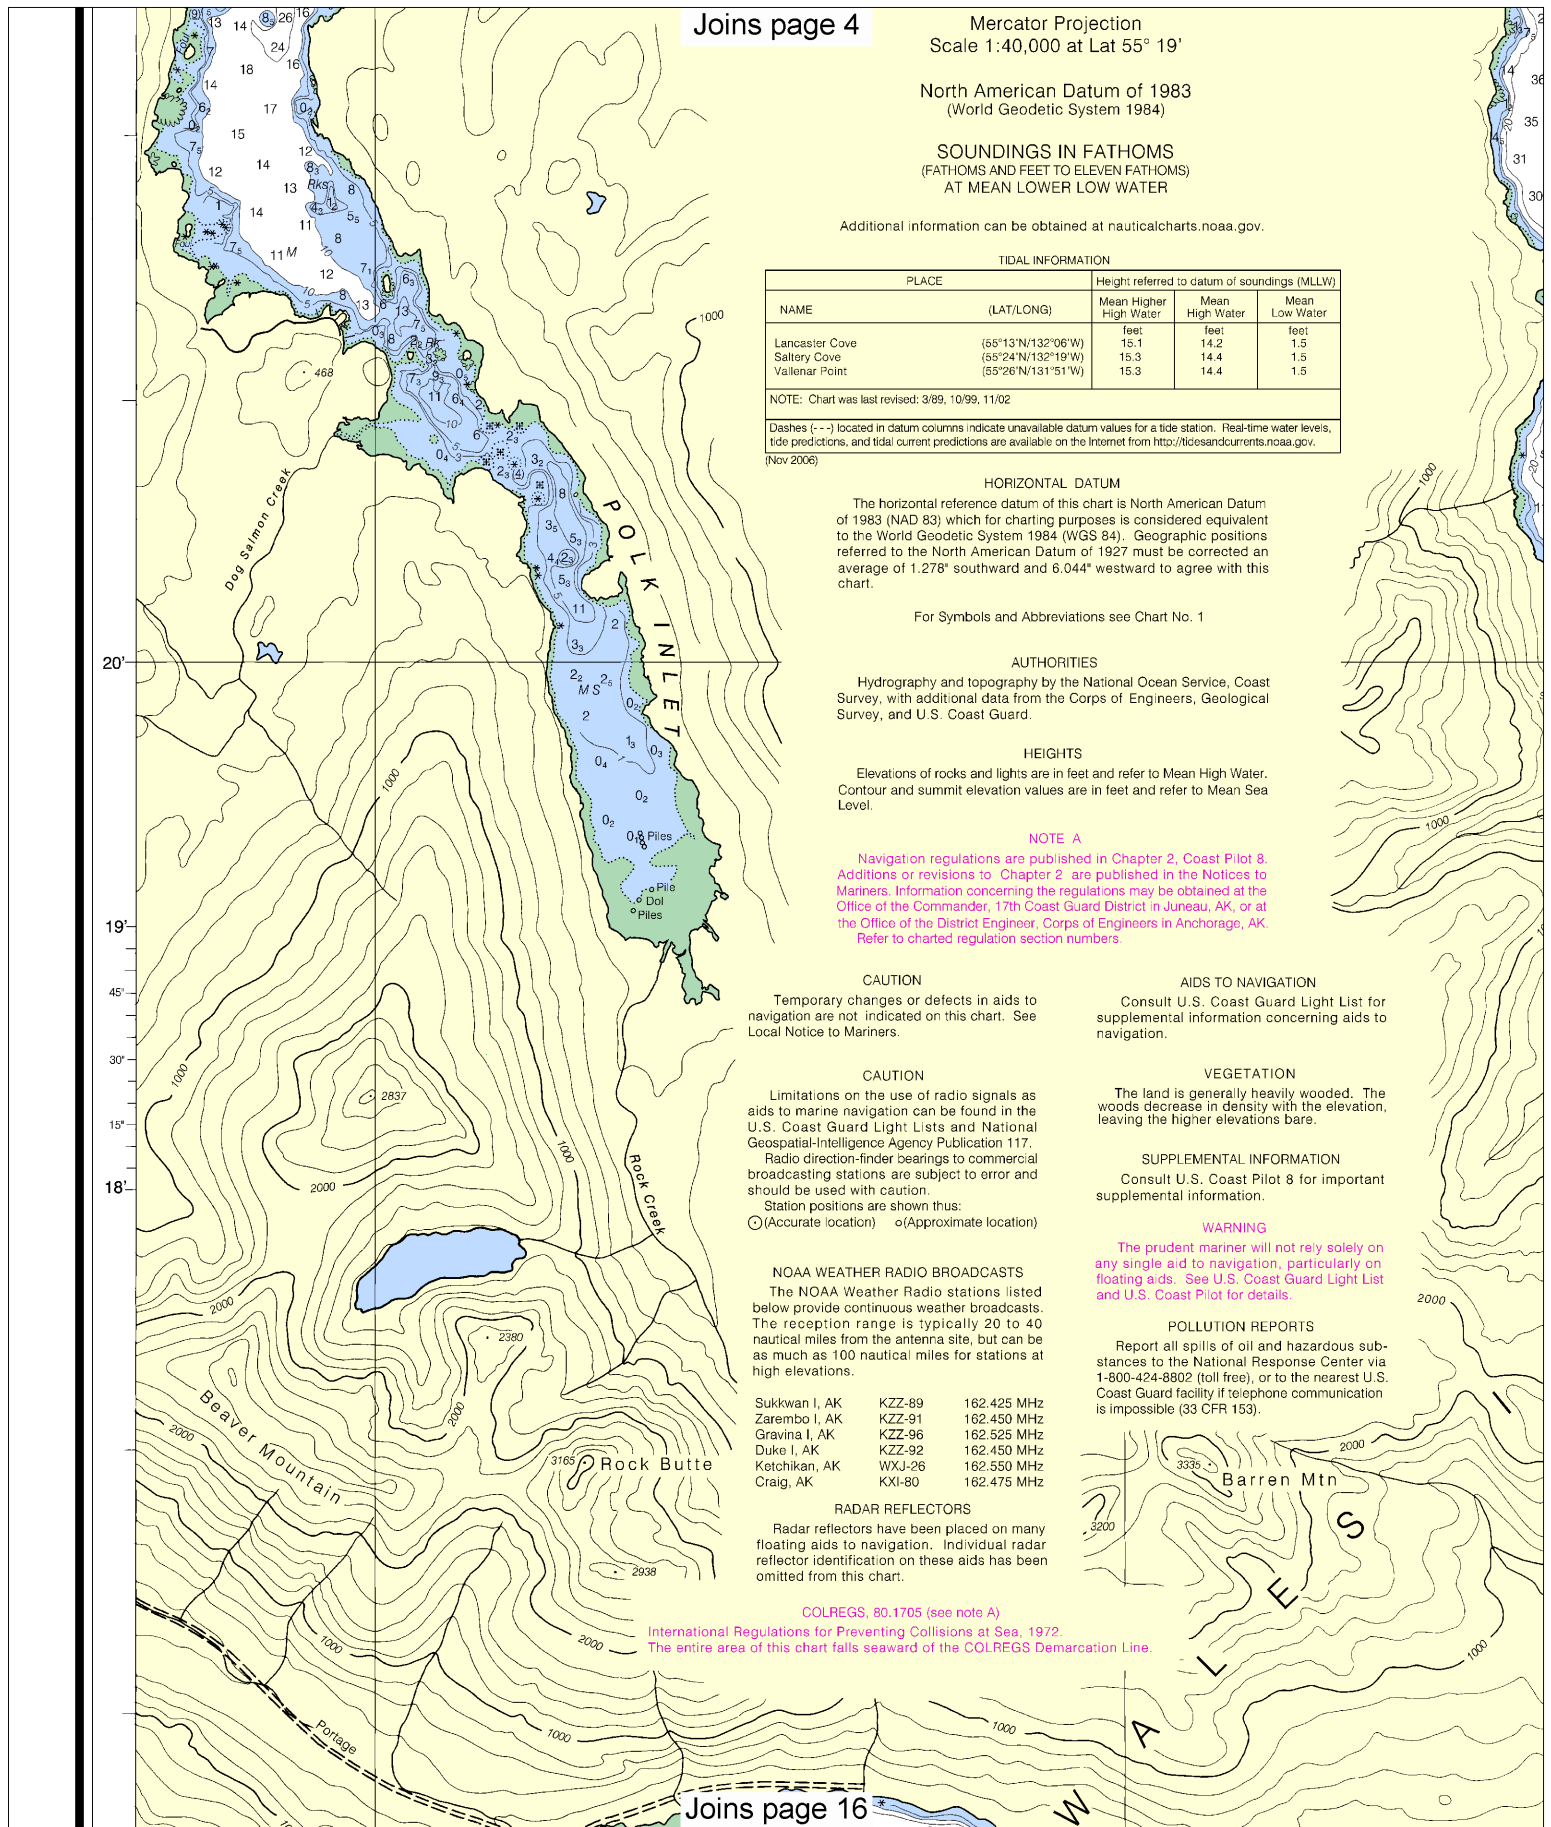 Joins page 4
Mercator Projection
Scale 1:40,000 at Lat 55° 19'
North American Datum of 1983
(World Geodetic System 1984)
SOUNDINGS IN FATHOMS
(FATHOMS AND FEET TO ELEVEN FATHOMS)
AT MEAN LOWER LOW WATER
Additional information can be obtained at nauticalcharts.noaa.gov.
TIDAL INFORMATION
PLACE Height referred to datum of soundings (MLLW)
NAME (LAT/LONG) Mean Higher High Water Mean High Water Mean Low Water
feet feet feet
Lancaster Cove (55°13'N/132°06'W) 15.1 14.2 1.5
Saltery Cove (55°24'N/132°19'W) 15.3 14.4 1.5
Vallenar Point (55°26'N/131°51'W) 15.3 14.4 1.5
NOTE: Chart was last revised: 3/89, 10/99, 11/02
Dashes (- - -) located in datum columns indicate unavailable datum values for a tide station. Real-time water levels,
tide predictions, and tidal current predictions are available on the Internet from http://tidesandcurrents.noaa.gov.
(Nov 2006)
HORIZONTAL DATUM
The horizontal reference datum of this chart is North American Datum
of 1983 (NAD 83) which for charting purposes is considered equivalent
to the World Geodetic System 1984 (WGS 84). Geographic positions
referred to the North American Datum of 1927 must be corrected an
average of 1.278" southward and 6.044" westward to agree with this
chart.
For Symbols and Abbreviations see Chart No. 1
AUTHORITIES
Hydrography and topography by the National Ocean Service, Coast
Survey, with additional data from the Corps of Engineers, Geological
Survey, and U.S. Coast Guard.
HEIGHTS
Elevations of rocks and lights are in feet and refer to Mean High Water.
Contour and summit elevation values are in feet and refer to Mean Sea
Level.
NOTE A
Navigation regulations are published in Chapter 2, Coast Pilot 8.
Additions or revisions to Chapter 2 are published in the Notices to
Mariners. Information concerning the regulations may be obtained at the
Office of the Commander, 17th Coast Guard District in Juneau, AK, or at
the Office of the District Engineer, Corps of Engineers in Anchorage, AK.
Refer to charted regulation section numbers.
CAUTION
Temporary changes or defects in aids to
navigation are not indicated on this chart. See
Local Notice to Mariners.
CAUTION
Limitations on the use of radio signals as
aids to marine navigation can be found in the
U.S. Coast Guard Light Lists and National
Geospatial-Intelligence Agency Publication 117.
Radio direction-finder bearings to commercial
broadcasting stations are subject to error and
should be used with caution.
Station positions are shown thus:
(Accurate location) (Approximate location)
NOAA WEATHER RADIO BROADCASTS
The NOAA Weather Radio stations listed
below provide continuous weather broadcasts.
The reception range is typically 20 to 40
nautical miles from the antenna site, but can be
as much as 100 nautical miles for stations at
high elevations.
Sukkwan I, AK KZZ-89 162.425 MHz
Zarembo I, AK KZZ-91 162.450 MHz
Gravina I, AK KZZ-96 162.525 MHz
Duke I, AK KZZ-92 162.450 MHz
Ketchikan, AK WXJ-26 162.550 MHz
Craig, AK KXI-80 162.475 MHz
RADAR REFLECTORS
Radar reflectors have been placed on many
floating aids to navigation. Individual radar
reflector identification on these aids has been
omitted from this chart.
AIDS TO NAVIGATION
Consult U.S. Coast Guard Light List for
supplemental information concerning aids to
navigation.
VEGETATION
The land is generally heavily wooded. The
woods decrease in density with the elevation,
leaving the higher elevations bare.
SUPPLEMENTAL INFORMATION
Consult U.S. Coast Pilot 8 for important
supplemental information.
WARNING
The prudent mariner will not rely solely on
any single aid to navigation, particularly on
floating aids. See U.S. Coast Guard Light List
and U.S. Coast Pilot for details.
POLLUTION REPORTS
Report all spills of oil and hazardous sub-
stances to the National Response Center via
1-800-424-8802 (toll free), or to the nearest U.S.
Coast Guard facility if telephone communication
is impossible (33 CFR 153).
COLREGS, 80.1705 (see note A)
International Regulations for Preventing Collisions at Sea, 1972.
The entire area of this chart falls seaward of the COLREGS Demarcation Line.
POLK INLET
Dog Salmon Creek
Rock Creek
Piles
Pile
Dol
Piles
M S
Rks
M
Rk
468
1000
1000
1000
1000
20'
19'
45"
30"
15"
18'
1000
1000
2837
2000
2000
2380
2000
2000
2000
Beaver Mountain
3165
Rock Butte
2938
3335
Barren Mtn
3200
2000
2000
1000
1000
1000
1000
Portage
W A L E S
I
Joins page 16